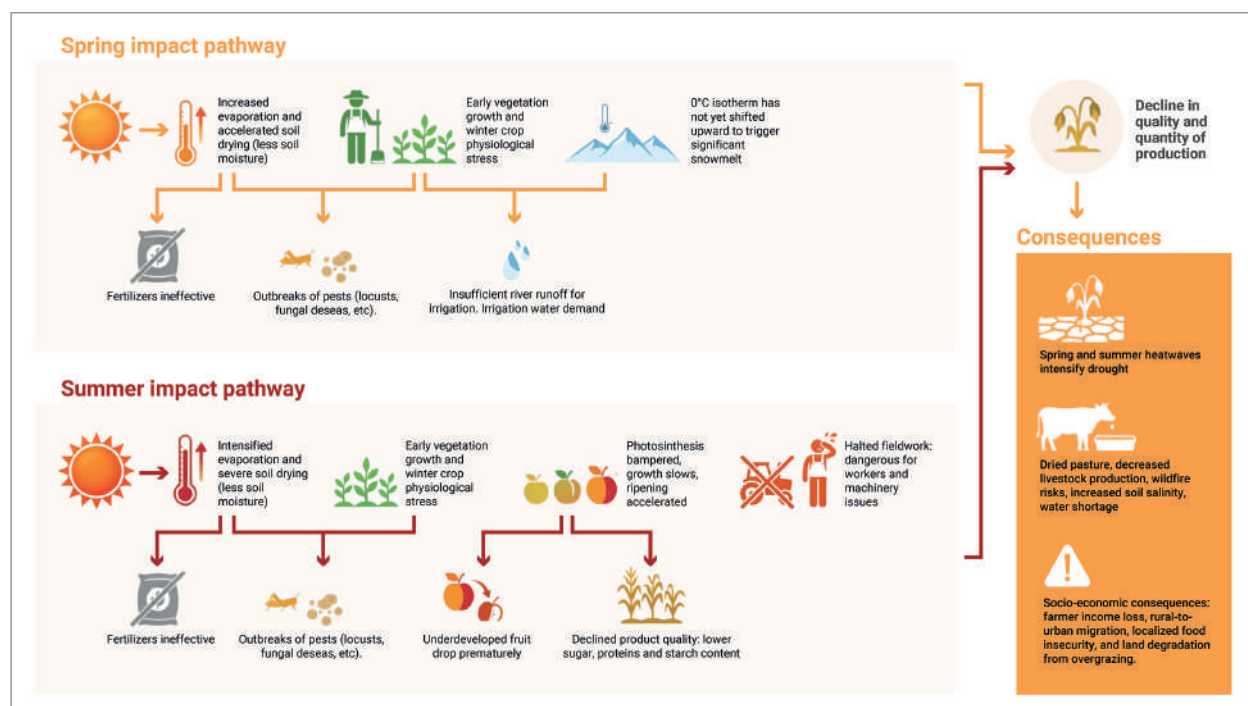 Spring impact pathway
Increased
evaporation and
accelerated soil
drying (less soil
moisture)
Early vegetation
growth and
winter crop
physiological
stress
0°C isotherm has
not yet shifted
upward to trigger
significant
snowmelt
Fertilizers ineffective
Outbreaks of pests (locusts,
fungal deseas, etc).
Insufficient river runoff for
irrigation. Irrigation water demand
Summer impact pathway
Intensified
evaporation and
severe soil drying
(less soil
moisture)
Early vegetation
growth and
winter crop
physiological
stress
Photosinthesis
bampered,
growth slows,
ripening
accelerated
Halted fieldwork:
dangerous for
workers and
machinery
issues
Fertilizers ineffective
Outbreaks of pests (locusts,
fungal deseas, etc).
Underdeveloped fruit
drop prematurely
Declined product quality: lower
sugar, proteins and starch content
Decline in
quality and
quantity of
production
Consequences
Spring and summer heatwaves
intensify drought
Dried pasture, decreased
livestock production, wildfire
risks, increased soil salinity,
water shortage
Socio-economic consequences:
farmer income loss, rural-to-
urban migration, localized food
insecurity, and land degradation
from overgrazing.